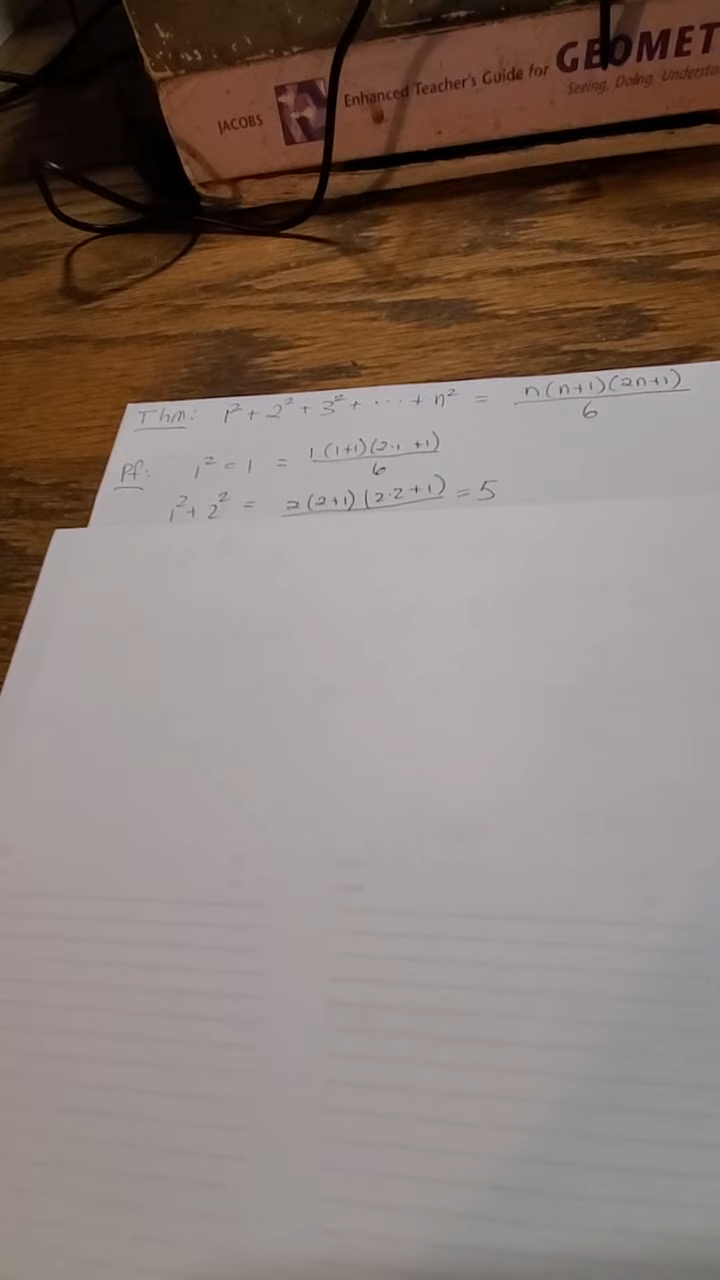 GEOMET
JACOBS Enhanced Teacher's Guide for
Seeing, Doing, Understa
Thm: 1² + 2² + 3² + ··· + n² = n(n+1)(2n+1)/6
Pf: 1² = 1 = 1(1+1)(2·1+1)/6
1² + 2² = 2(2+1)(2·2+1) = 5